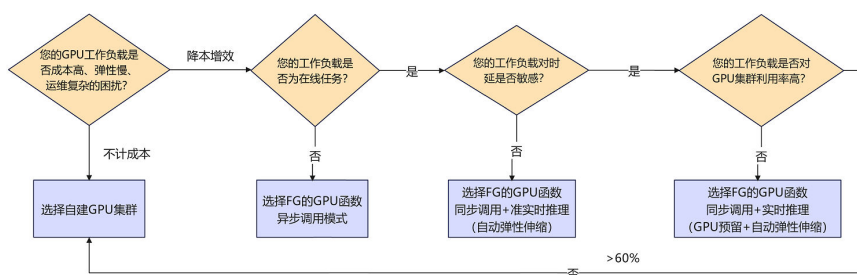 您的GPU工作负载是
否成本高、弹性慢、
运维复杂的困扰?
降本增效
您的工作负载是
否为在线任务?
是
您的工作负载对时
延是否敏感?
是
您的工作负载是否对
GPU集群利用率高?
不计成本
否
否
否
选择自建GPU集群
选择FG的GPU函数
异步调用模式
选择FG的GPU函数
同步调用+准实时推理
(自动弹性伸缩)
选择FG的GPU函数
同步调用+实时推理
(GPU预留+自动弹性伸缩)
>60%